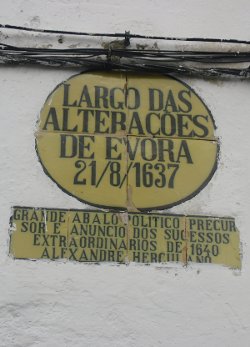 LARGO DAS
ALTERAÇÕES
DE EVORA
21/8/1637
GRANDE ABALO POLITICO PRECUR
SOR E ANUNCIO DOS SUCESSOS
EXTRAORDINARIOS DE 1640
ALEXANDRE HERCULANO